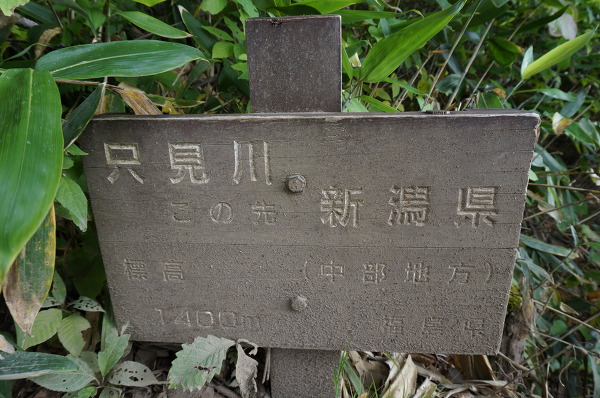 只見川
この先 新潟県
標高 (中部地方)
1400m 福島県